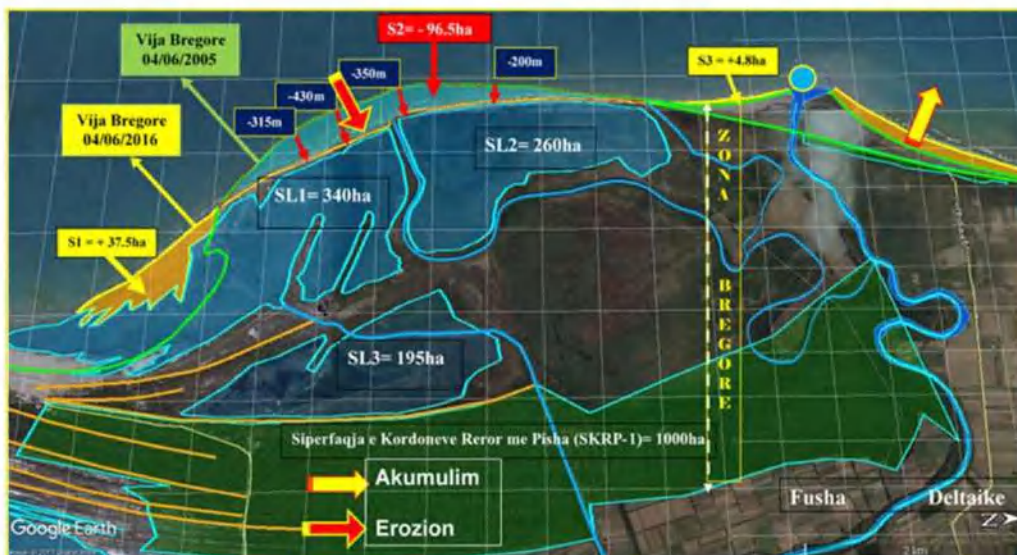 S2= - 96.5ha
Vija Bregore
04/06/2005
-350m
-200m
S3 = +4.8ha
-430m
-315m
Vija Bregore
04/06/2016
SL2= 260ha
SL1= 340ha
S1 = + 37.5ha
ZONA BREGORE
SL3= 195ha
Siperfaqja e Kordoneve Reror me Pisha (SKRP-1)= 1000ha
Akumulim
Erozion
Fusha Deltaike
Google Earth
N